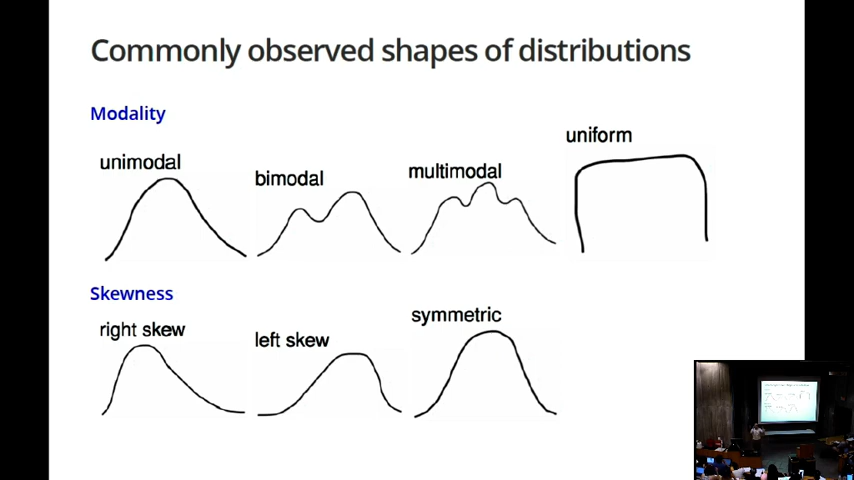 Commonly observed shapes of distributions
Modality
unimodal
bimodal
multimodal
uniform
Skewness
right skew
left skew
symmetric